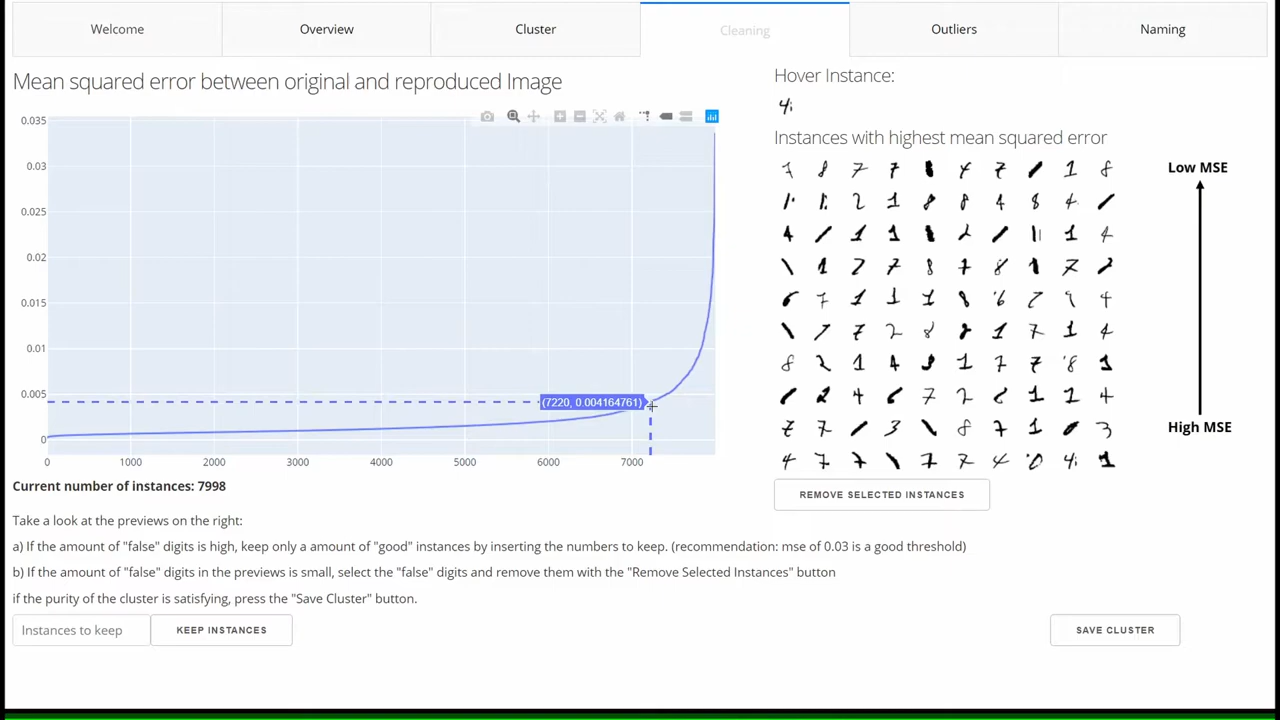 Welcome
Overview
Cluster
Cleaning
Outliers
Naming
Mean squared error between original and reproduced Image
0.035
0.03
0.025
0.02
0.015
0.01
0.005
0
(7220, 0.004164761)
0 1000 2000 3000 4000 5000 6000 7000
Current number of instances: 7998
Hover Instance:
4i
Instances with highest mean squared error
Low MSE
High MSE
REMOVE SELECTED INSTANCES
Take a look at the previews on the right:
a) If the amount of "false" digits is high, keep only a amount of "good" instances by inserting the numbers to keep. (recommendation: mse of 0.03 is a good threshold)
b) If the amount of "false" digits in the previews is small, select the "false" digits and remove them with the "Remove Selected Instances" button
if the purity of the cluster is satisfying, press the "Save Cluster" button.
Instances to keep
KEEP INSTANCES
SAVE CLUSTER